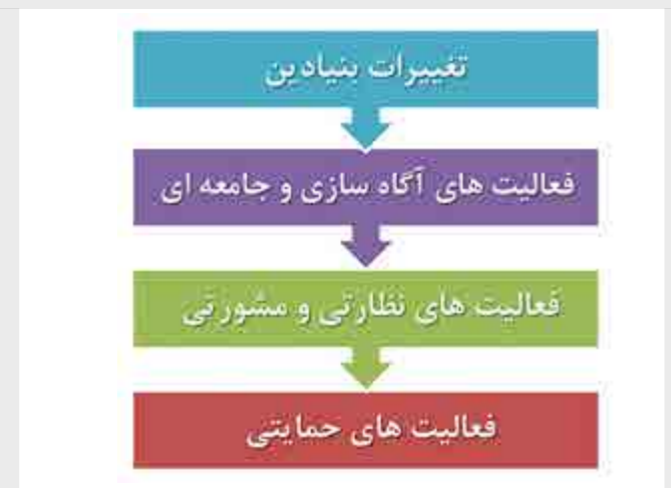 تغییرات بنیادین
فعالیت های آگاه سازی و جامعه ای
فعالیت های نظارتی و مشورتی
فعالیت های حمایتی